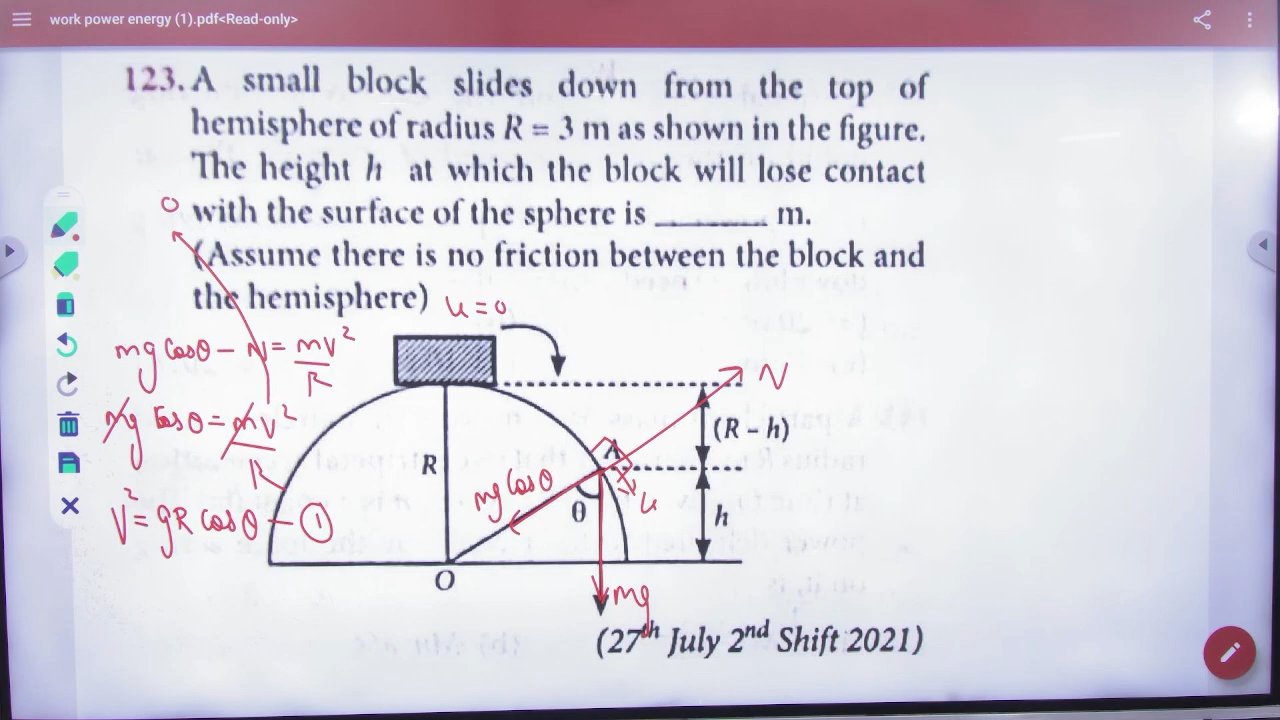 work power energy (1).pdf<Read-only>
123. A small block slides down from the top of
hemisphere of radius R = 3 m as shown in the figure.
The height h at which the block will lose contact
with the surface of the sphere is ______ m.
(Assume there is no friction between the block and
the hemisphere)
0
u = 0
mg cosθ - N = mv²/R
mg cosθ = mv²/R
v² = gR cosθ - ①
N
A
(R - h)
R
mg cosθ
θ
u
h
O
mg
(27th July 2nd Shift 2021)